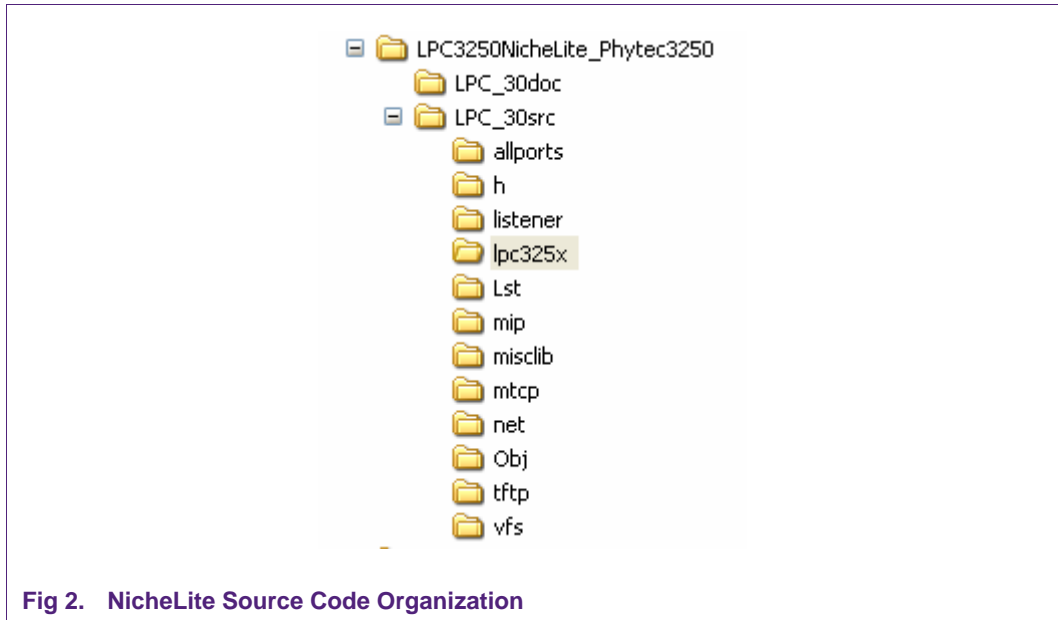 LPC3250NicheLite_Phytec3250
LPC_30doc
LPC_30src
allports
h
listener
lpc325x
Lst
mip
misclib
mtcp
net
Obj
tftp
vfs
Fig 2. NicheLite Source Code Organization